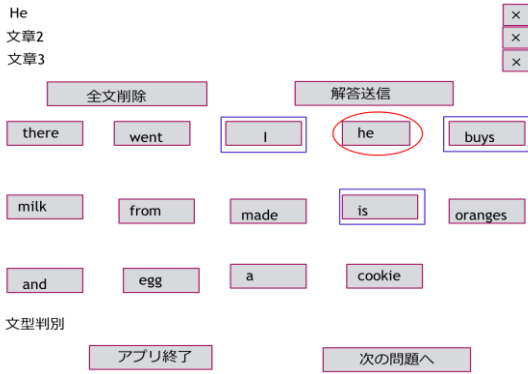 He ×
文章2 ×
文章3 ×
全文削除 解答送信
there went I he buys
milk from made is oranges
and egg a cookie
文型判別
アプリ終了 次の問題へ